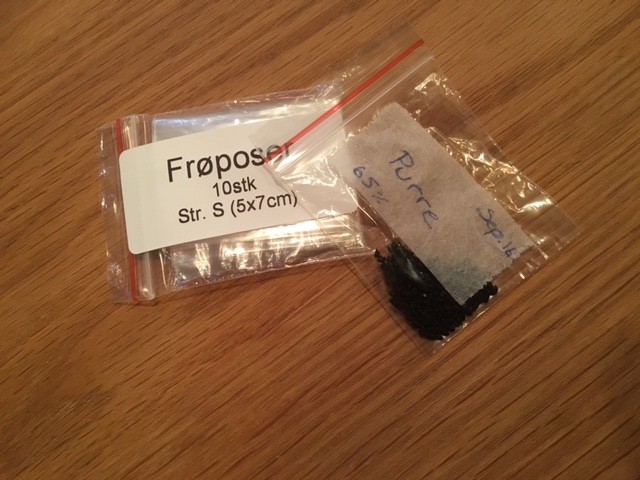 Frøposer
10stk
Str. S (5x7cm)
Purre
65%
Sep. 16